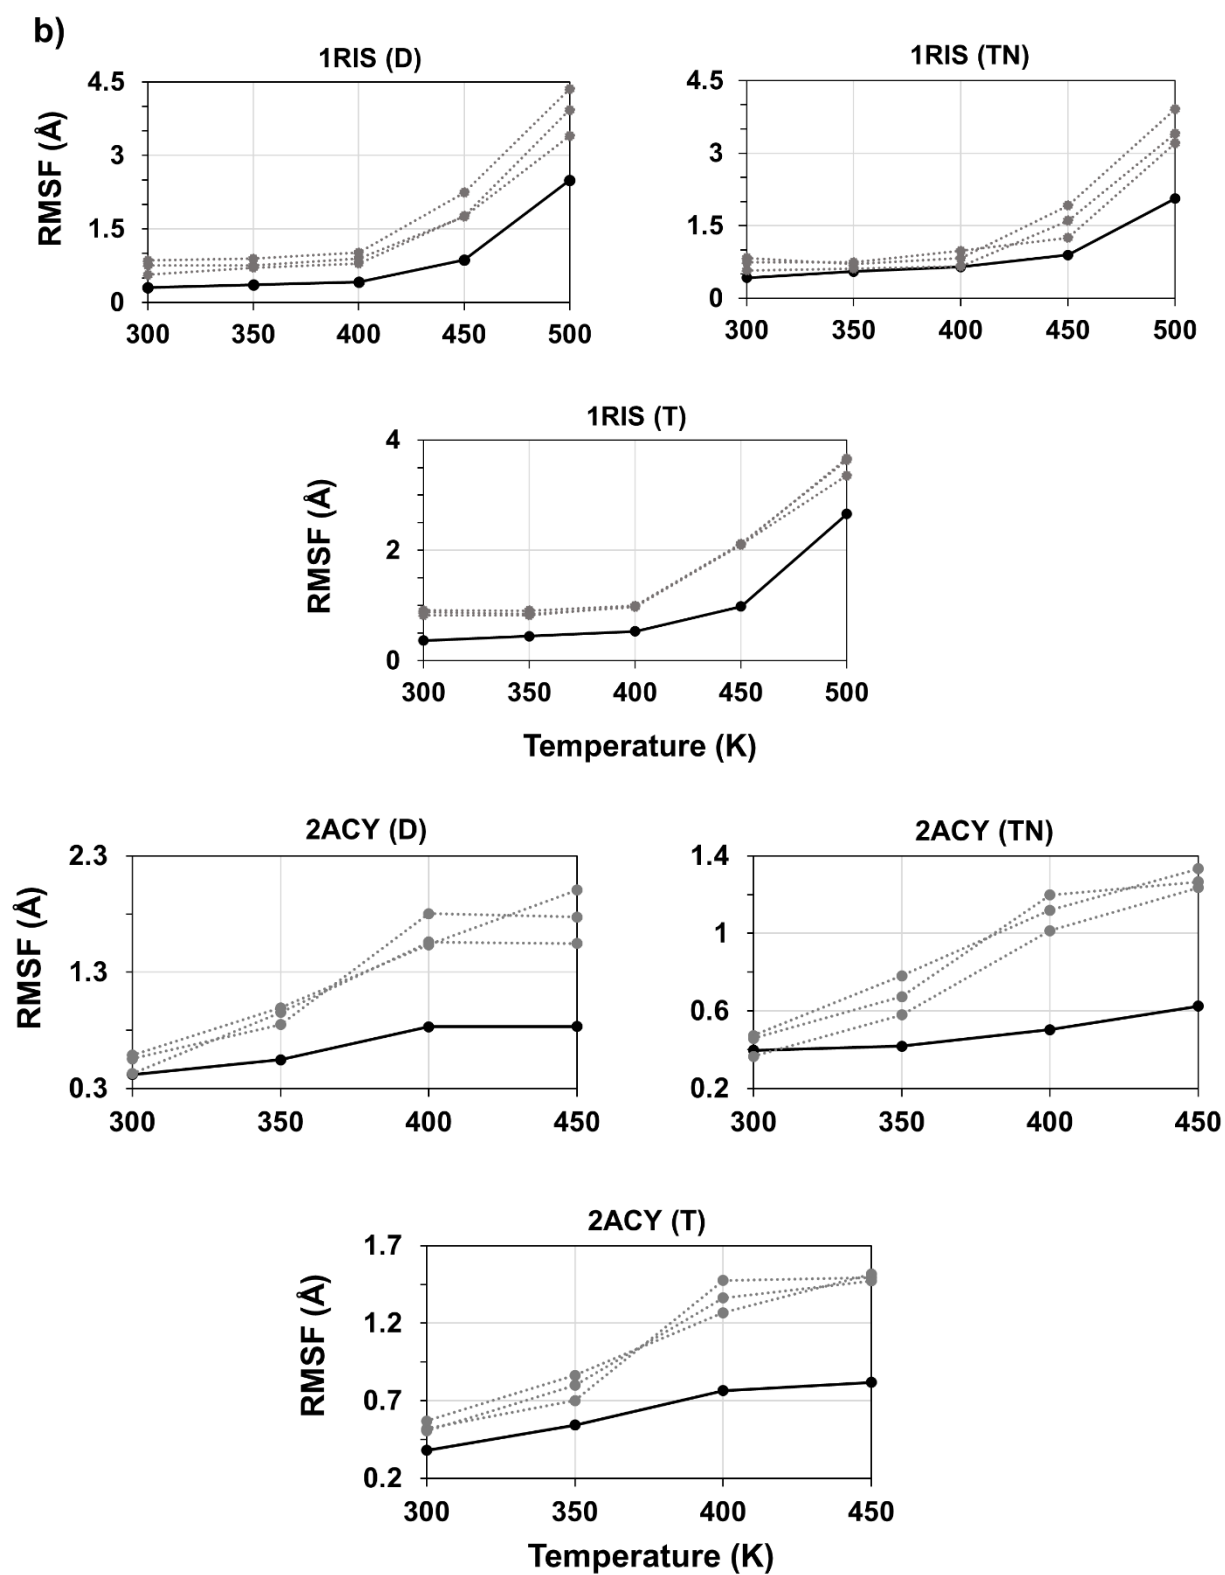 b)
1RIS (D)
RMSF (Å)
4.5
3
1.5
0
300 350 400 450 500
1RIS (TN)
4.5
3
1.5
0
300 350 400 450 500
1RIS (T)
RMSF (Å)
4
2
0
300 350 400 450 500
Temperature (K)
2ACY (D)
RMSF (Å)
2.3
1.3
0.3
300 350 400 450
2ACY (TN)
1.4
1
0.6
0.2
300 350 400 450
2ACY (T)
RMSF (Å)
1.7
1.2
0.7
0.2
300 350 400 450
Temperature (K)